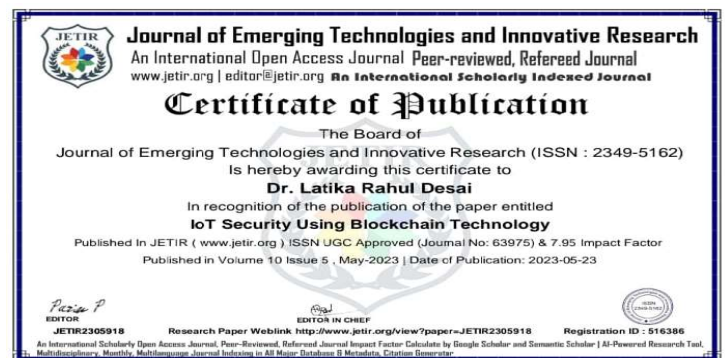 JETIR
Journal of Emerging Technologies and Innovative Research
An International Open Access Journal Peer-reviewed, Refereed Journal
www.jetir.org | editor@jetir.org An International Scholarly Indexed Journal
Certificate of Publication
The Board of
Journal of Emerging Technologies and Innovative Research (ISSN : 2349-5162)
Is hereby awarding this certificate to
Dr. Latika Rahul Desai
In recognition of the publication of the paper entitled
IoT Security Using Blockchain Technology
Published In JETIR ( www.jetir.org ) ISSN UGC Approved (Journal No: 63975) & 7.95 Impact Factor
Published in Volume 10 Issue 5 , May-2023 | Date of Publication: 2023-05-23
Paria P
ISSN
2349-5162
EDITOR
EDITOR IN CHIEF
JETIR2305918 Research Paper Weblink http://www.jetir.org/view?paper=JETIR2305918 Registration ID : 516386
An International Scholarly Open Access Journal, Peer-Reviewed, Refereed Journal Impact Factor Calculate by Google Scholar and Semantic Scholar | AI-Powered Research Tool,
Multidisciplinary, Monthly, Multilanguage Journal Indexing in All Major Database & Metadata, Citation Generator